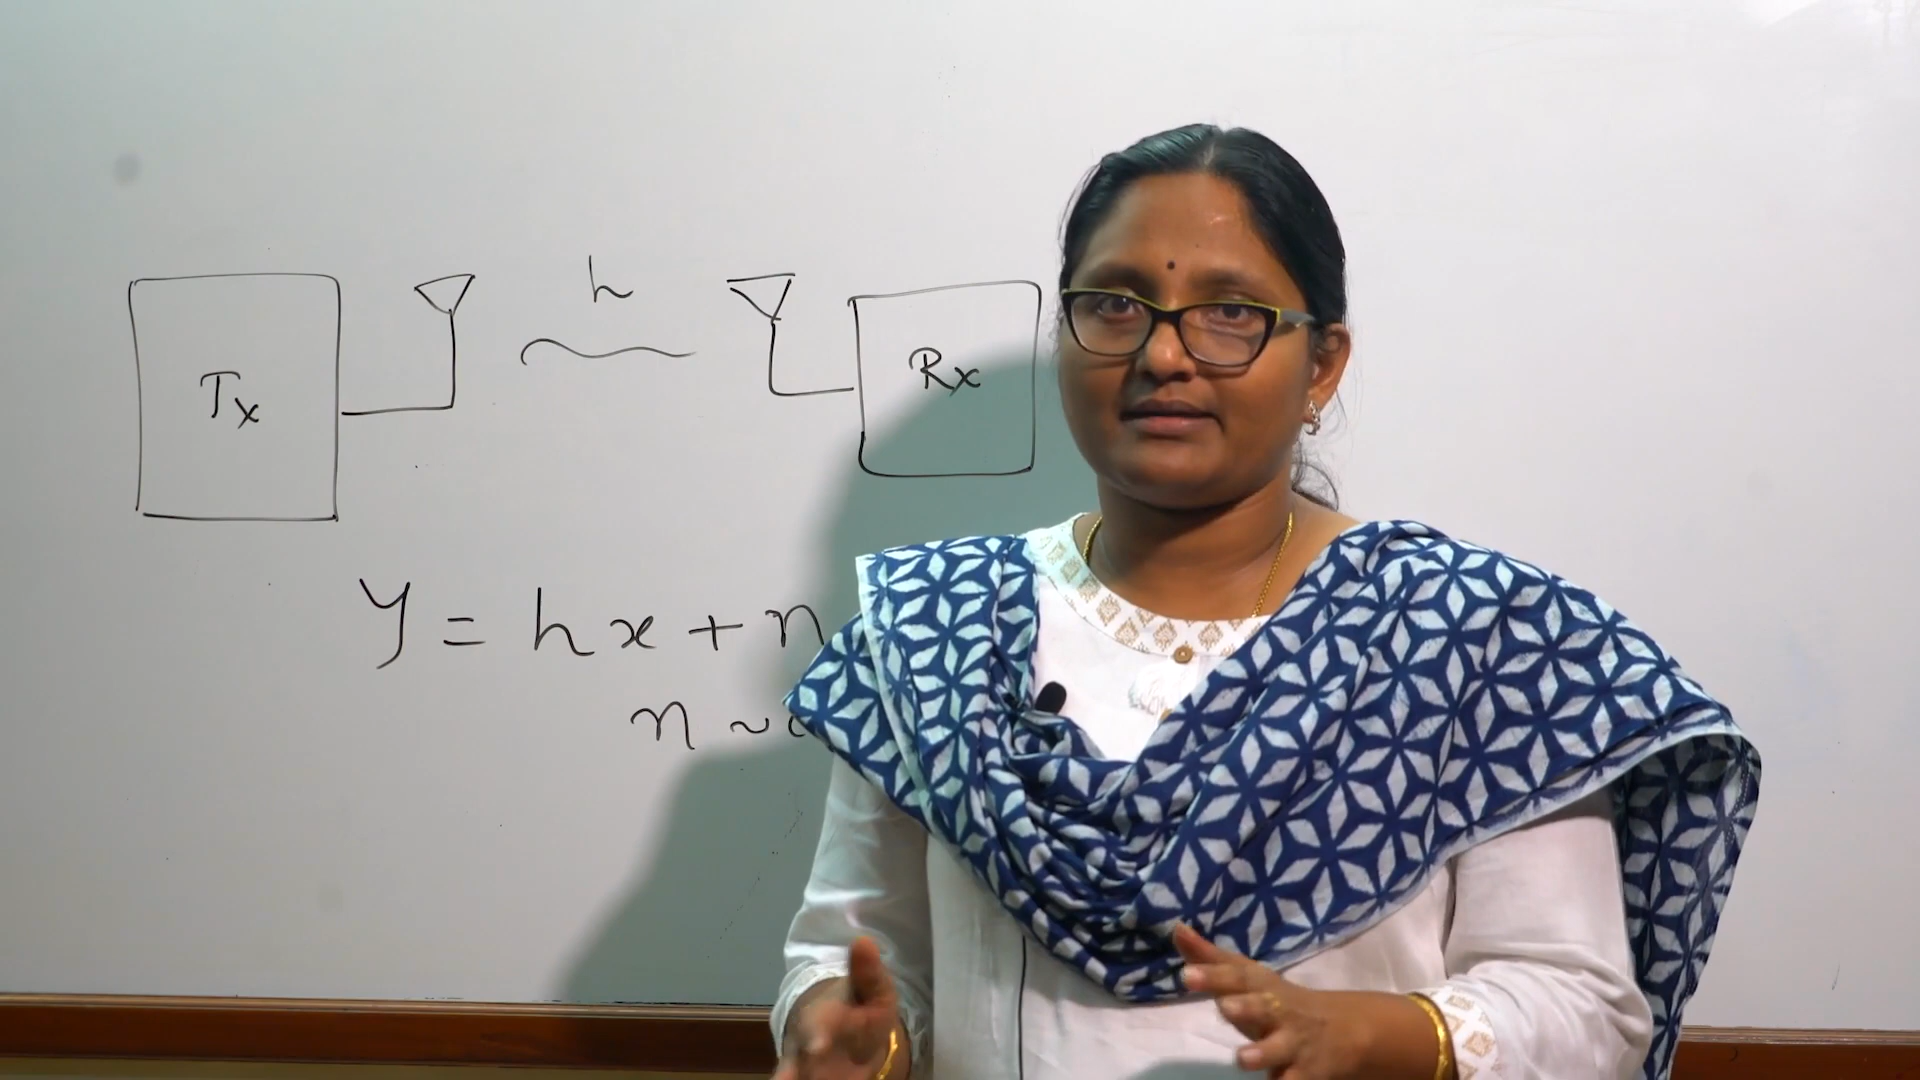 h
Tx
Rx
y = hx + n
n ~